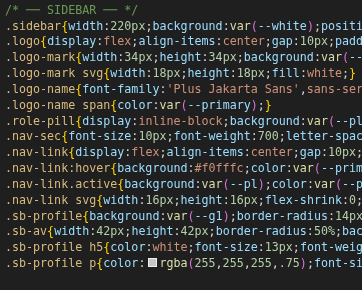 /* — SIDEBAR — */
.sidebar{width:220px;background:var(--white);positi
.logo{display:flex;align-items:center;gap:10px;padd
.logo-mark{width:34px;height:34px;background:var(--
.logo-mark svg{width:18px;height:18px;fill:white;}
.logo-name{font-family:'Plus Jakarta Sans',sans-ser
.logo-name span{color:var(--primary);}
.role-pill{display:inline-block;background:var(--pl
.nav-sec{font-size:10px;font-weight:700;letter-spac
.nav-link{display:flex;align-items:center;gap:10px;
.nav-link:hover{background:#f0fffc;color:var(--prim
.nav-link.active{background:var(--pl);color:var(--p
.nav-link svg{width:16px;height:16px;flex-shrink:0;
.sb-profile{background:var(--g1);border-radius:14px
.sb-av{width:42px;height:42px;border-radius:50%;bac
.sb-profile h5{color:white;font-size:13px;font-weig
.sb-profile p{color:rgba(255,255,255,.75);font-si